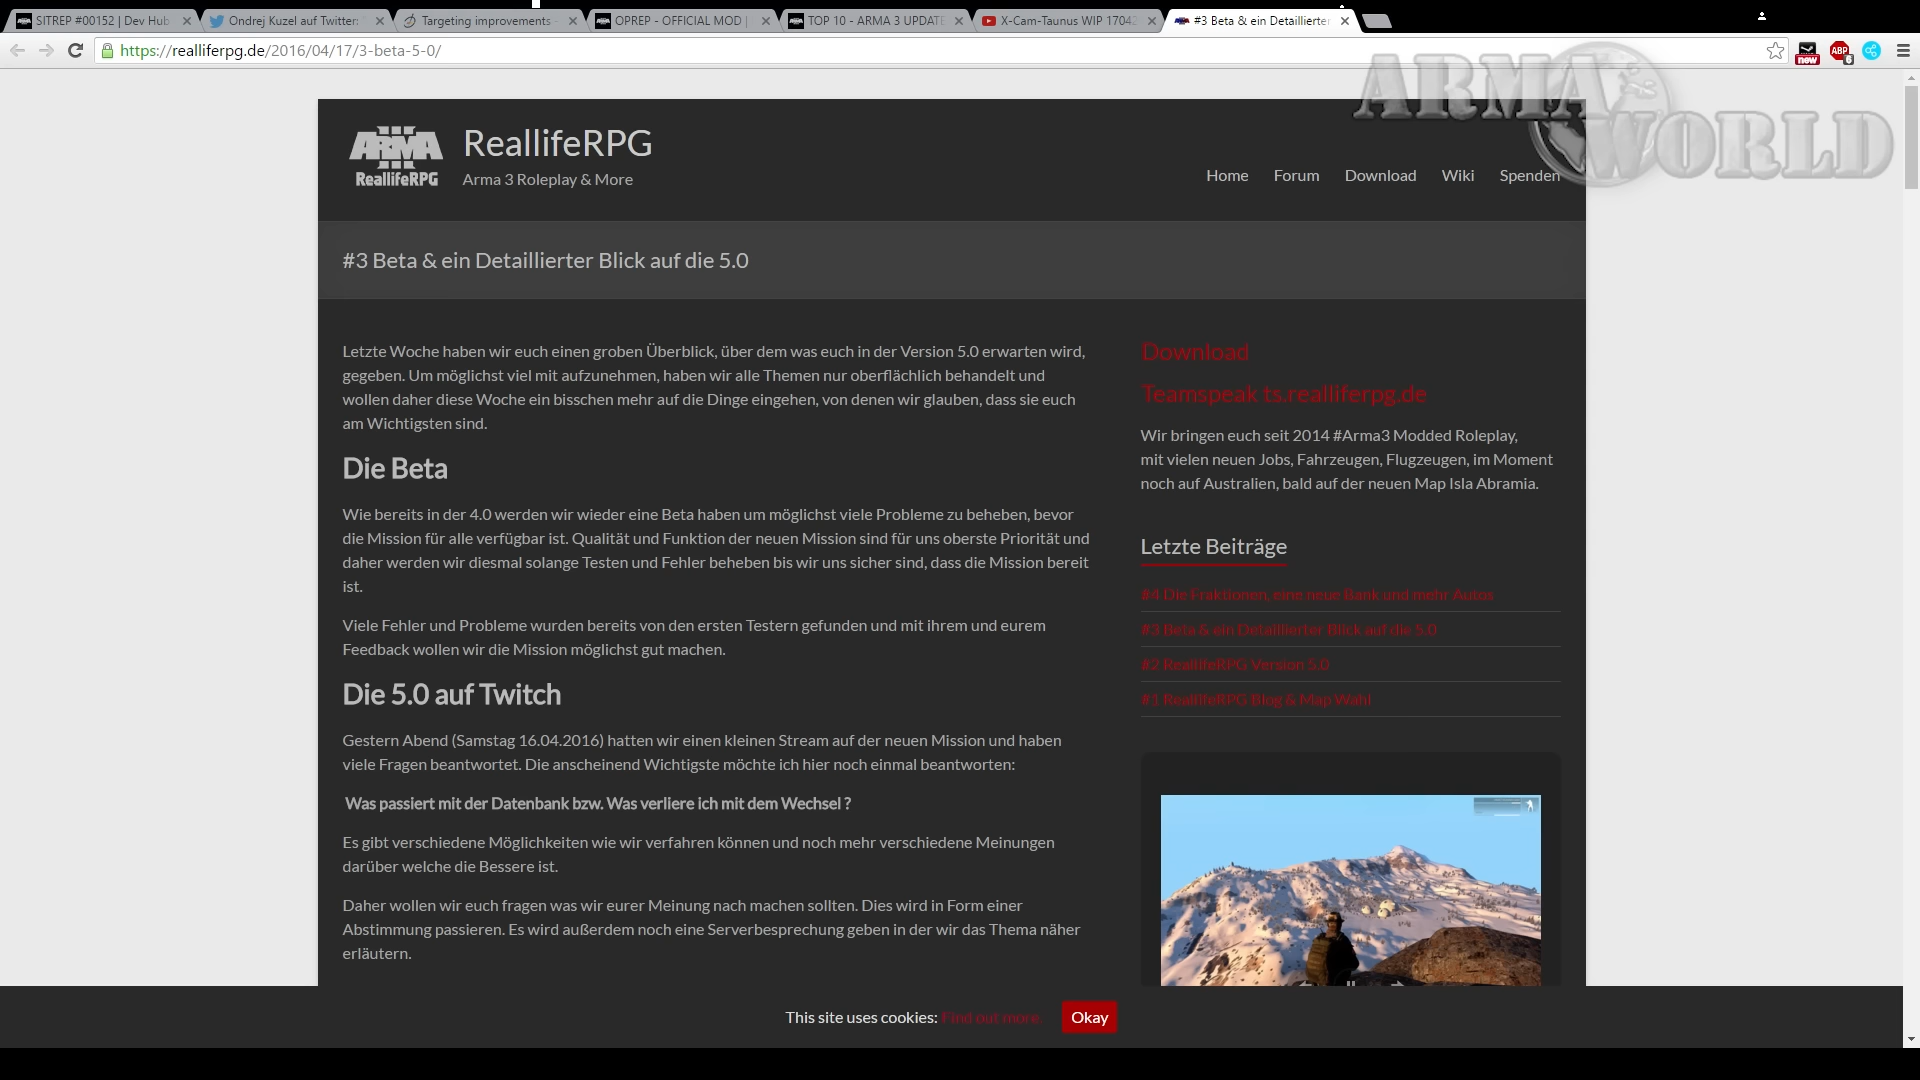 SITREP #00152 | Dev Hub
Ondrej Kuzel auf Twitter:
Targeting improvements
OPREP - OFFICIAL MOD |
TOP 10 - ARMA 3 UPDATE
X-Cam-Taunus WIP 1704
#3 Beta & ein Detaillierter
https://realliferpg.de/2016/04/17/3-beta-5-0/
new
ABP
6
ARMA
WORLD
ARMA
RealifeRPG
ReallifeRPG
Arma 3 Roleplay & More
Home
Forum
Download
Wiki
Spenden
#3 Beta & ein Detaillierter Blick auf die 5.0
Letzte Woche haben wir euch einen groben Überblick, über dem was euch in der Version 5.0 erwarten wird,
gegeben. Um möglichst viel mit aufzunehmen, haben wir alle Themen nur oberflächlich behandelt und
wollen daher diese Woche ein bisschen mehr auf die Dinge eingehen, von denen wir glauben, dass sie euch
am Wichtigsten sind.
Die Beta
Wie bereits in der 4.0 werden wir wieder eine Beta haben um möglichst viele Probleme zu beheben, bevor
die Mission für alle verfügbar ist. Qualität und Funktion der neuen Mission sind für uns oberste Priorität und
daher werden wir diesmal solange Testen und Fehler beheben bis wir uns sicher sind, dass die Mission bereit
ist.
Viele Fehler und Probleme wurden bereits von den ersten Testern gefunden und mit ihrem und eurem
Feedback wollen wir die Mission möglichst gut machen.
Die 5.0 auf Twitch
Gestern Abend (Samstag 16.04.2016) hatten wir einen kleinen Stream auf der neuen Mission und haben
viele Fragen beantwortet. Die anscheinend Wichtigste möchte ich hier noch einmal beantworten:
Was passiert mit der Datenbank bzw. Was verliere ich mit dem Wechsel ?
Es gibt verschiedene Möglichkeiten wie wir verfahren können und noch mehr verschiedene Meinungen
darüber welche die Bessere ist.
Daher wollen wir euch fragen was wir eurer Meinung nach machen sollten. Dies wird in Form einer
Abstimmung passieren. Es wird außerdem noch eine Serverbesprechung geben in der wir das Thema näher
erläutern.
Download
Teamspeak ts.realliferpg.de
Wir bringen euch seit 2014 #Arma3 Modded Roleplay,
mit vielen neuen Jobs, Fahrzeugen, Flugzeugen, im Moment
noch auf Australien, bald auf der neuen Map Isla Abramia.
Letzte Beiträge
#4 Die Fraktionen, eine neue Bank und mehr Autos
#3 Beta & ein Detaillierter Blick auf die 5.0
#2 ReallifeRPG Version 5.0
#1 ReallifeRPG Blog & Map Wahl
This site uses cookies: Find out more.
Okay